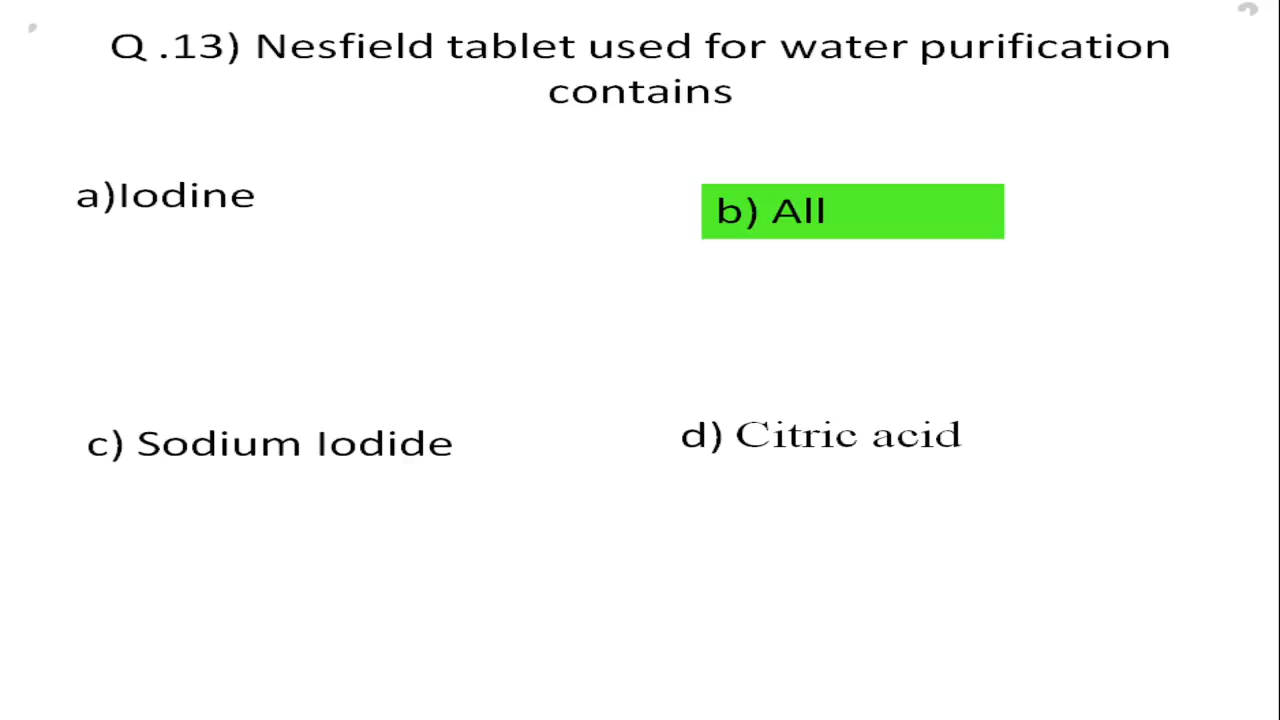 Q .13) Nesfield tablet used for water purification
contains
a)Iodine
b) All
c) Sodium Iodide
d) Citric acid